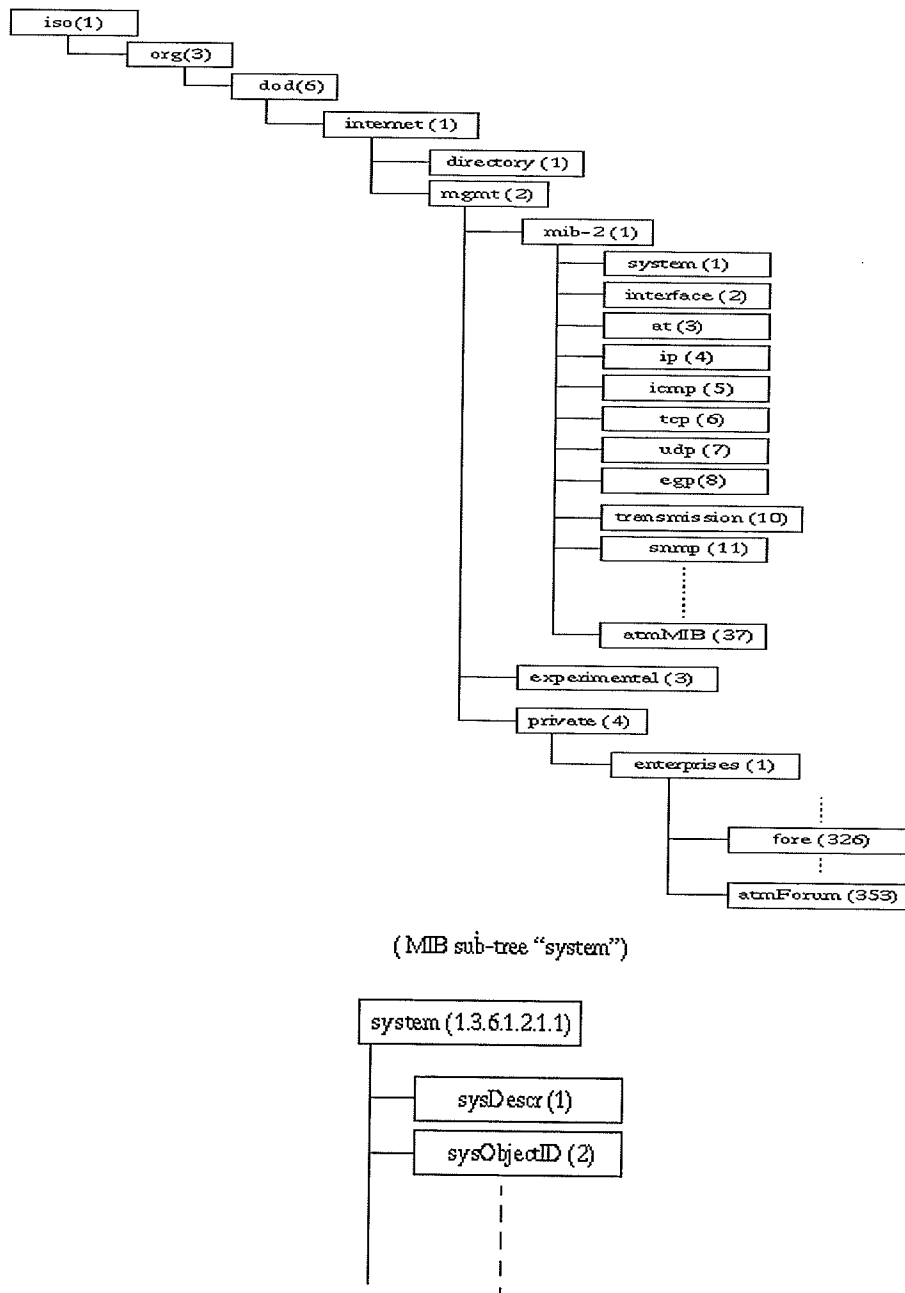 iso(1)
org(3)
dod(6)
internet (1)
directory (1)
mgmt (2)
mib-2 (1)
system (1)
interface (2)
at (3)
ip (4)
icmp (5)
tcp (6)
udp (7)
egp(8)
transmission (10)
snmp (11)
atmMIB (37)
experimental (3)
private (4)
enterprises (1)
fore (326)
atmForum (353)
( MIB sub-tree “system”)
system (1.3.6.1.2.1.1)
sysDescr (1)
sysObjectID (2)